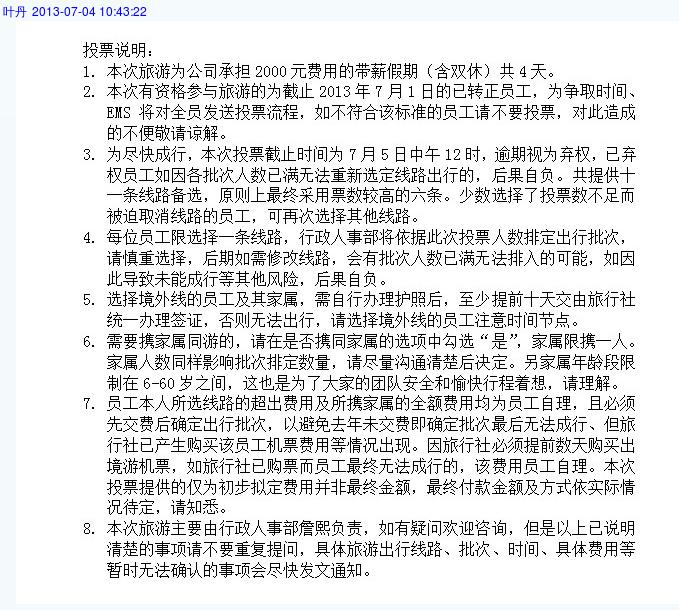 叶丹 2013-07-04 10:43:22
投票说明：
1. 本次旅游为公司承担 2000 元费用的带薪假期（含双休）共 4 天。
2. 本次有资格参与旅游的为截止 2013 年 7 月 1 日的已转正员工，为争取时间、
EMS 将对全员发送投票流程，如不符合该标准的员工请不要投票，对此造成
的不便敬请谅解。
3. 为尽快成行，本次投票截止时间为 7 月 5 日中午 12 时，逾期视为弃权，已弃
权员工如因各批次人数已满无法重新选定线路出行的，后果自负。共提供十
一条线路备选，原则上最终采用票数较高的六条。少数选择了投票数不足而
被迫取消线路的员工，可再次选择其他线路。
4. 每位员工限选择一条线路，行政人事部将依据此次投票人数排定出行批次，
请慎重选择，后期如需修改线路，会有批次人数已满无法排入的可能，如因
此导致未能成行等其他风险，后果自负。
5. 选择境外线的员工及其家属，需自行办理护照后，至少提前十天交由旅行社
统一办理签证，否则无法出行，请选择境外线的员工注意时间节点。
6. 需要携家属同游的，请在是否携同家属的选项中勾选“是”，家属限携一人。
家属人数同样影响批次排定数量，请尽量沟通清楚后决定。另家属年龄段限
制在 6-60 岁之间，这也是为了大家的团队安全和愉快行程着想，请理解。
7. 员工本人所选线路的超出费用及所携家属的全额费用均为员工自理，且必须
先交费后确定出行批次，以避免去年未交费即确定批次最后无法成行、但旅
行社已产生购买该员工机票费用等情况出现。因旅行社必须提前数天购买出
境游机票，如旅行社已购票而员工最终无法成行的，该费用员工自理。本次
投票提供的仅为初步拟定费用并非最终金额，最终付款金额及方式依实际情
况待定，请知悉。
8. 本次旅游主要由行政人事部詹熙负责，如有疑问欢迎咨询，但是以上已说明
清楚的事项请不要重复提问，具体旅游出行线路、批次、时间、具体费用等
暂时无法确认的事项会尽快发文通知。